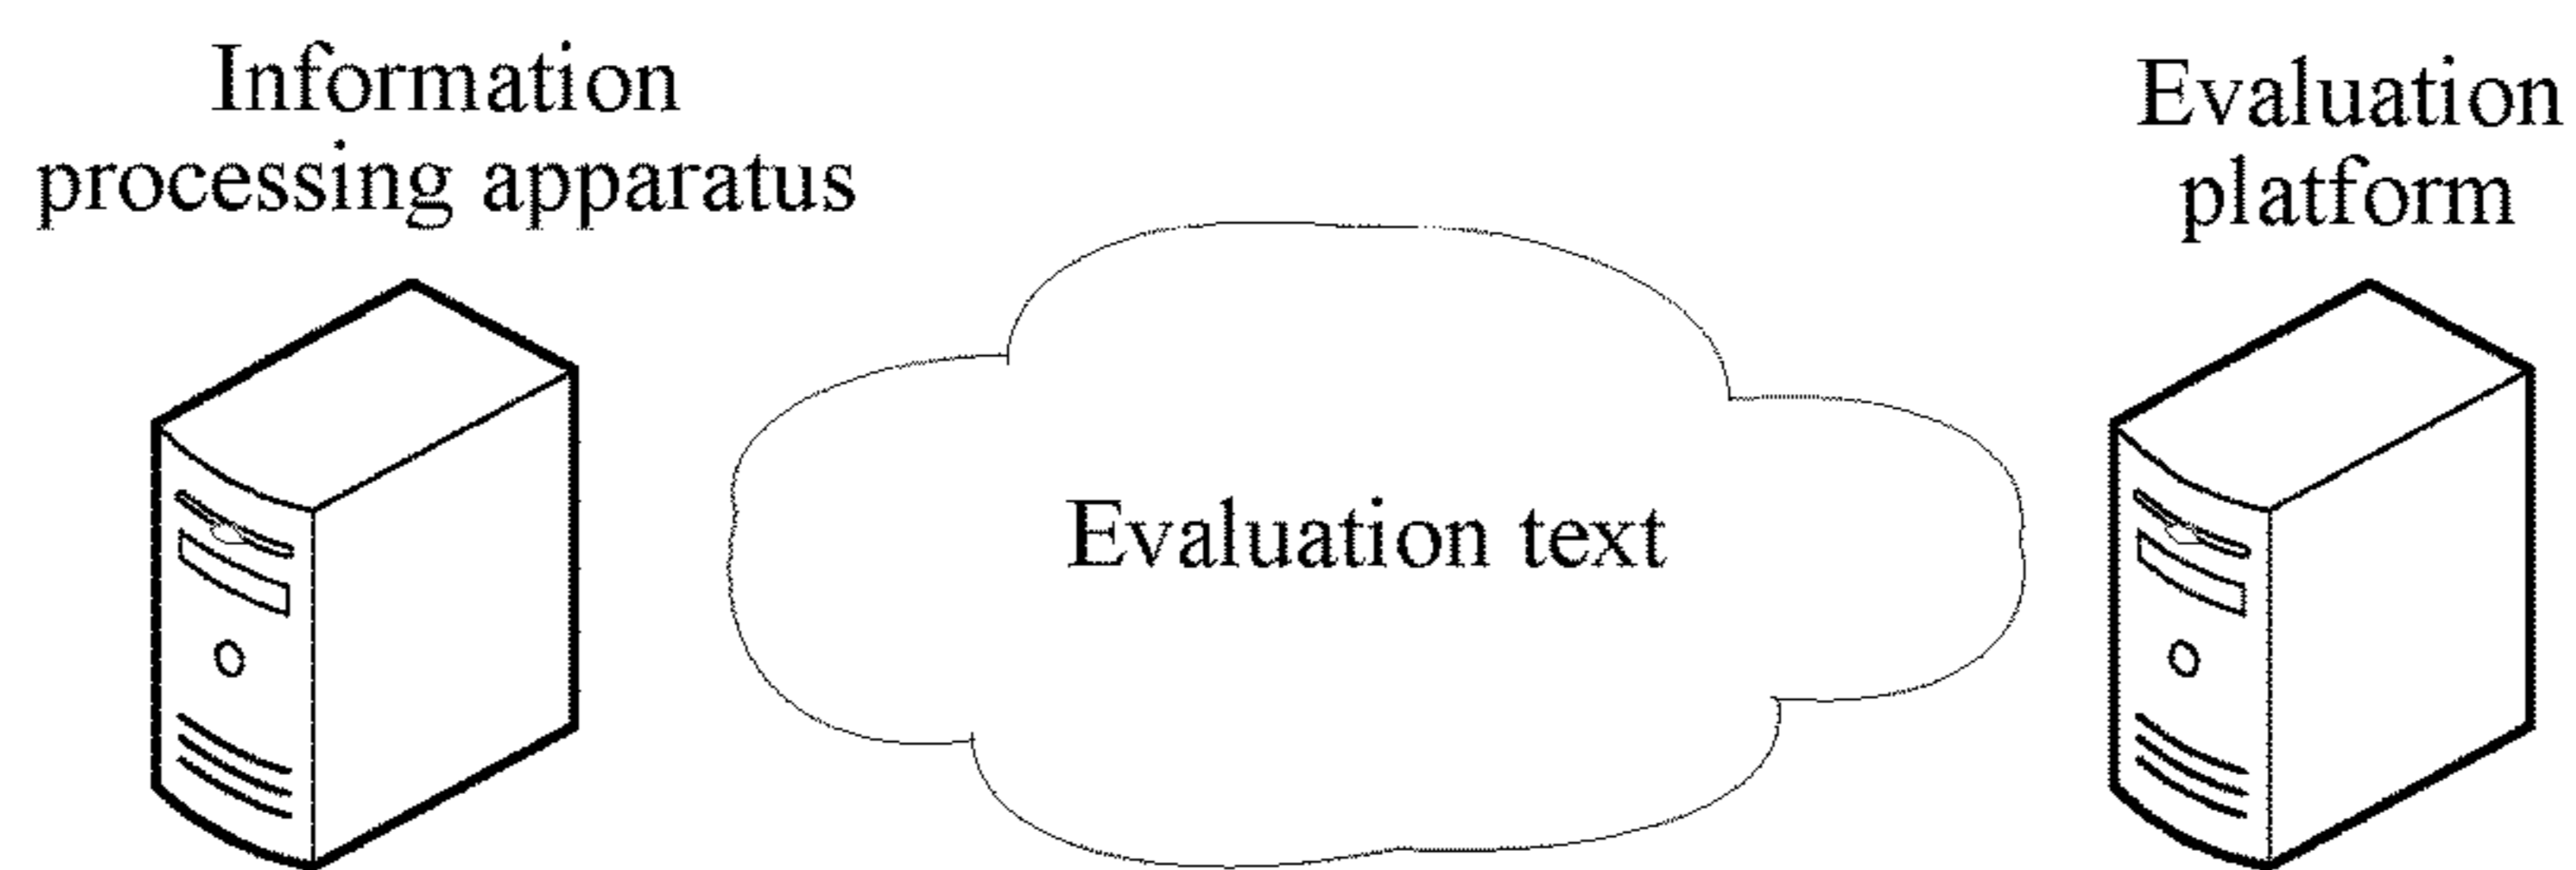 Information
processing apparatus
Evaluation
platform
Evaluation text